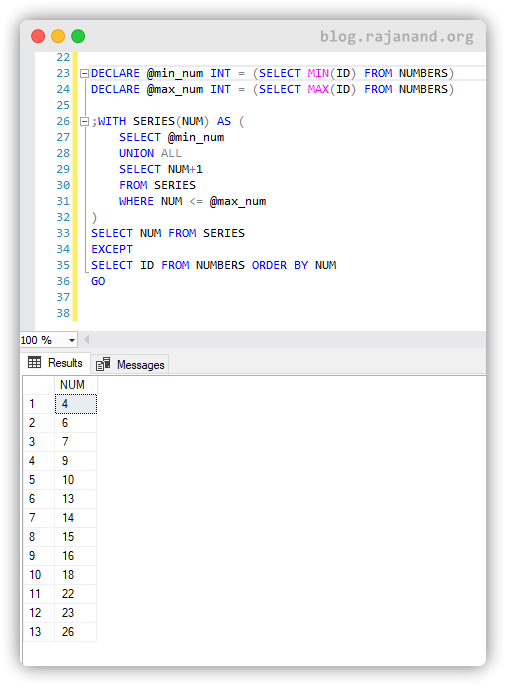 blog.rajanand.org
22
23 DECLARE @min_num INT = (SELECT MIN(ID) FROM NUMBERS)
24 DECLARE @max_num INT = (SELECT MAX(ID) FROM NUMBERS)
25
26 ;WITH SERIES(NUM) AS (
27 SELECT @min_num
28 UNION ALL
29 SELECT NUM+1
30 FROM SERIES
31 WHERE NUM <= @max_num
32 )
33 SELECT NUM FROM SERIES
34 EXCEPT
35 SELECT ID FROM NUMBERS ORDER BY NUM
36 GO
37
38
100 %
Results Messages
NUM
1 4
2 6
3 7
4 9
5 10
6 13
7 14
8 15
9 16
10 18
11 22
12 23
13 26